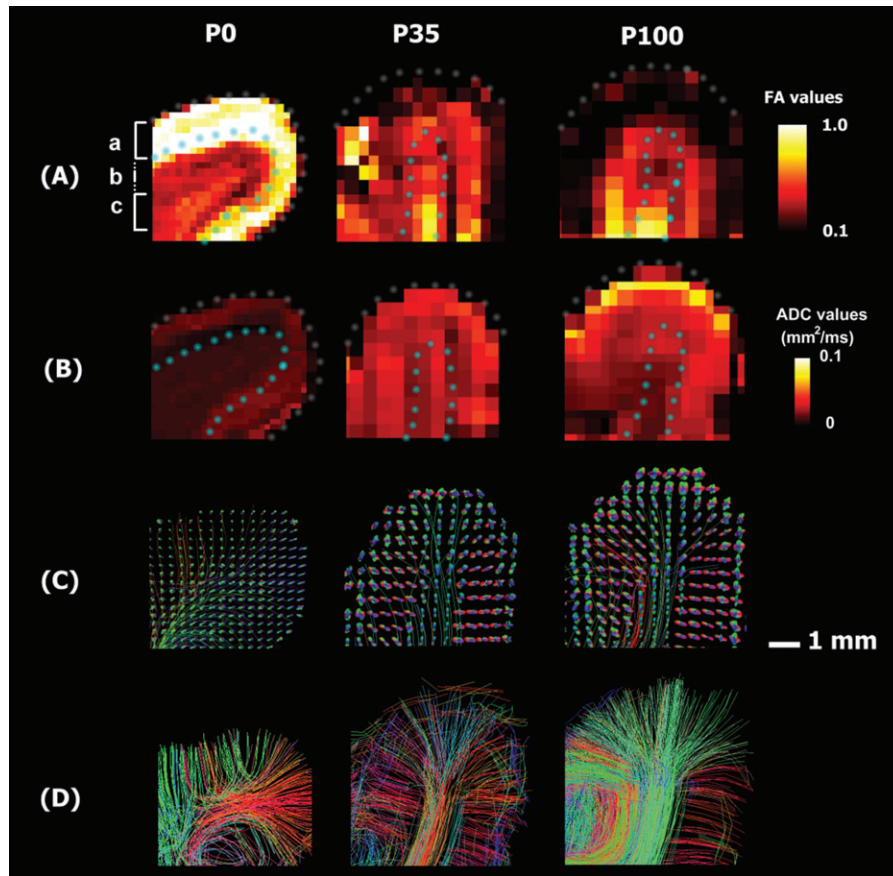 P0 P35 P100
FA values
1.0
a
(A) b
c
0.1
ADC values
(mm²/ms)
0.1
(B)
0
(C)
1 mm
(D)